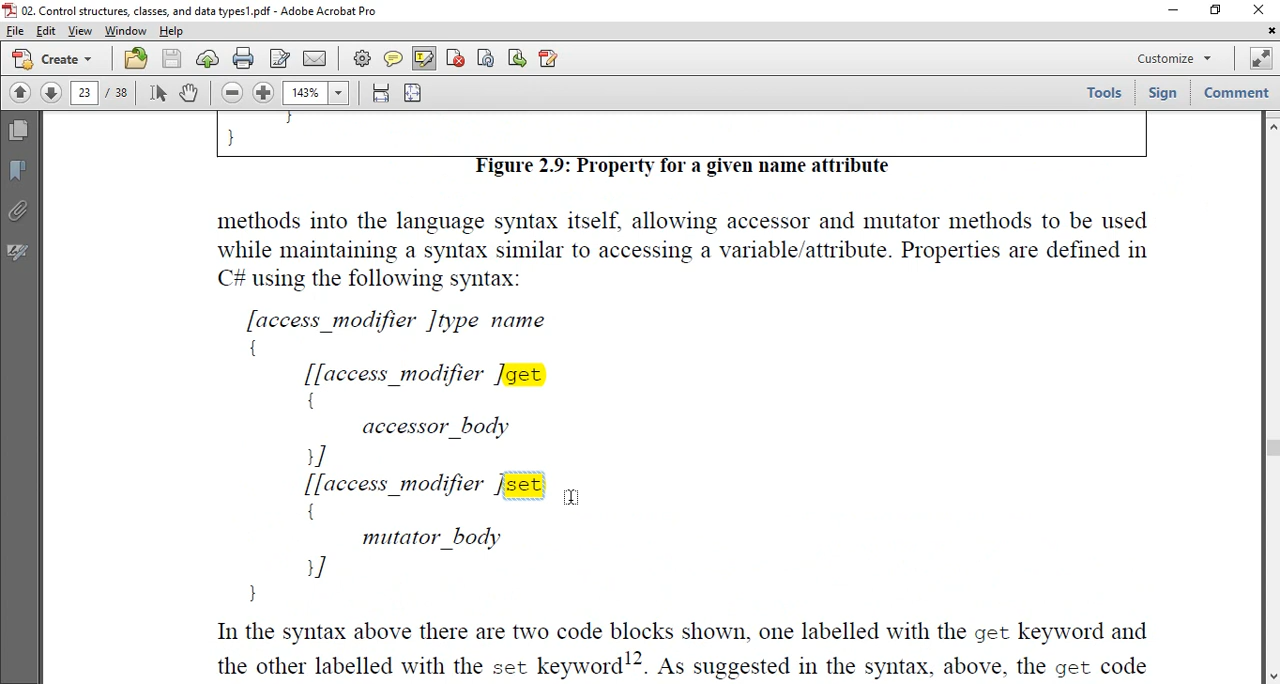 02. Control structures, classes, and data types1.pdf - Adobe Acrobat Pro
File Edit View Window Help
Create Customize
23 / 38 143% Tools Sign Comment
}
}
Figure 2.9: Property for a given name attribute
methods into the language syntax itself, allowing accessor and mutator methods to be used
while maintaining a syntax similar to accessing a variable/attribute. Properties are defined in
C# using the following syntax:
[access_modifier ]type name
{
[[access_modifier ]get
{
accessor_body
}]
[[access_modifier ]set
{
mutator_body
}]
}
In the syntax above there are two code blocks shown, one labelled with the get keyword and
the other labelled with the set keyword12. As suggested in the syntax, above, the get code